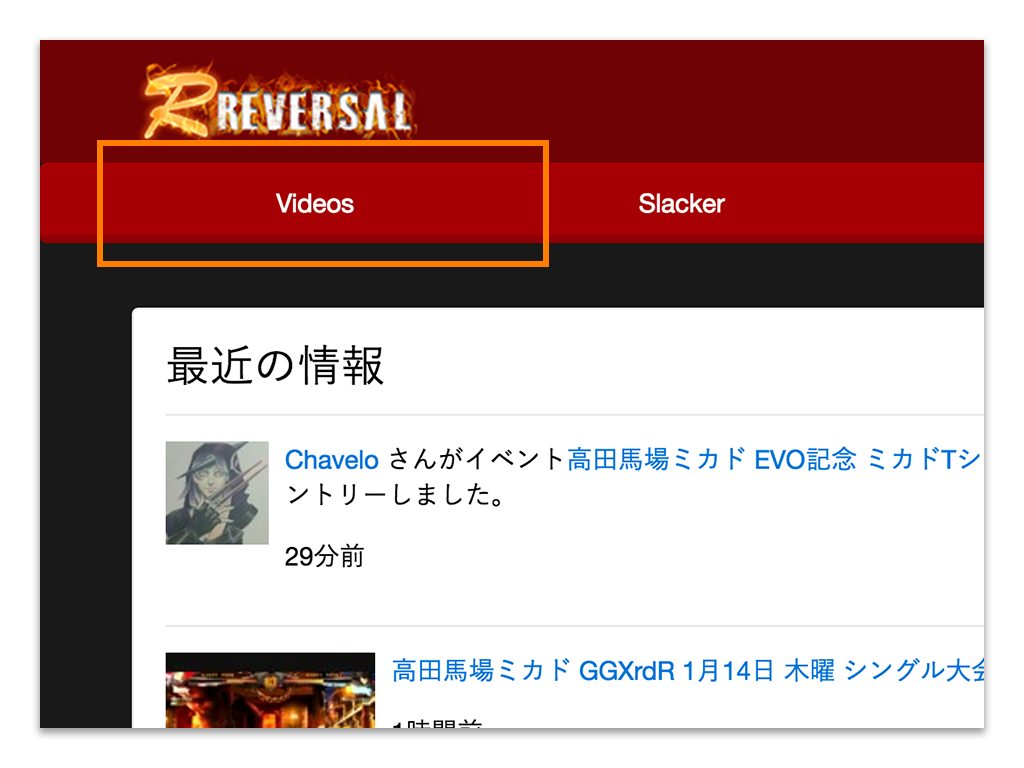 REVERSAL
Videos
Slacker
最近の情報
Chavelo さんがイベント高田馬場ミカド EVO記念 ミカドTシ
ントリーしました。
29分前
高田馬場ミカド GGXrdR 1月14日 木曜 シングル大会
1時間前